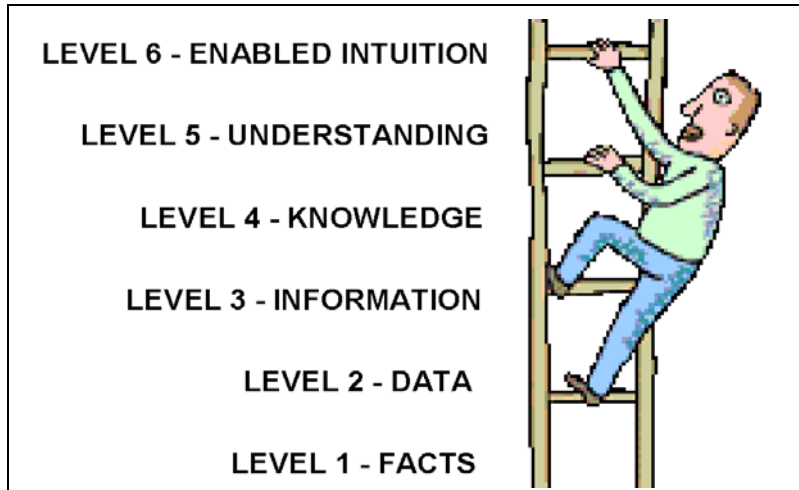 LEVEL 6 - ENABLED INTUITION
LEVEL 5 - UNDERSTANDING
LEVEL 4 - KNOWLEDGE
LEVEL 3 - INFORMATION
LEVEL 2 - DATA
LEVEL 1 - FACTS